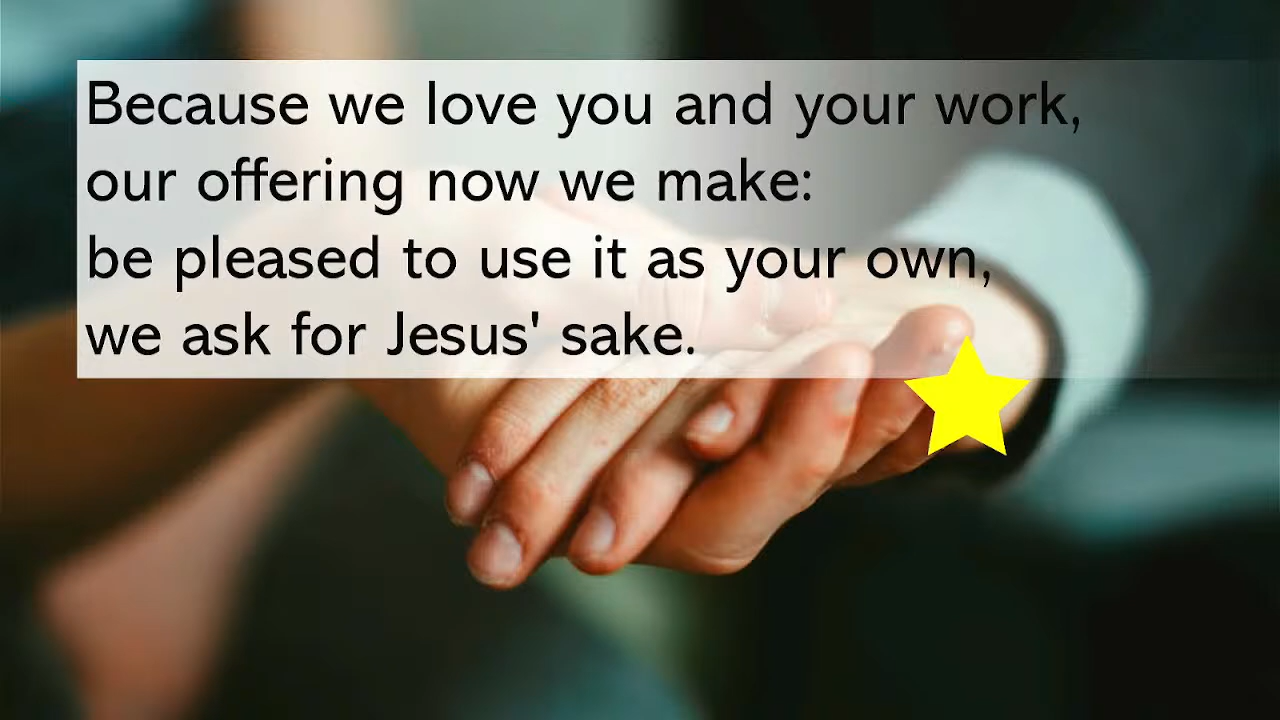 Because we love you and your work,
our offering now we make:
be pleased to use it as your own,
we ask for Jesus' sake.